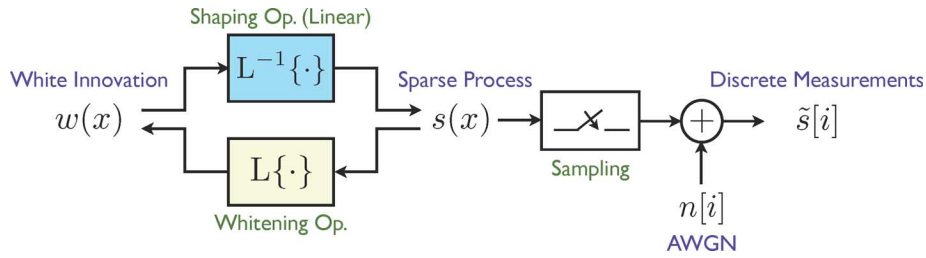 Shaping Op. (Linear)
L⁻¹{·}
White Innovation
w(x)
L{·}
Whitening Op.
Sparse Process
s(x)
Sampling
+
n[i]
AWGN
Discrete Measurements
s̃[i]